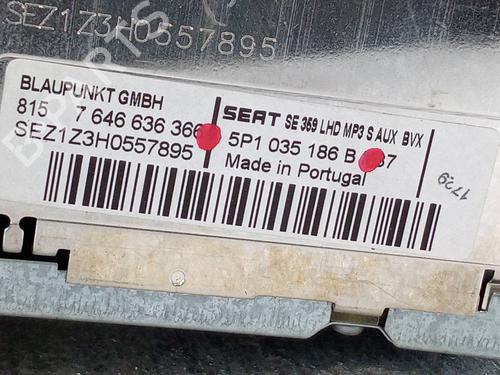 SEZ1Z3H0557895
BLAUPUNKT GMBH
815 7 646 636 366
SEZ1Z3H0557895
SEAT SE 359 LHD MP3 S AUX BVX
5P1 035 186 B
Made in Portugal
1729